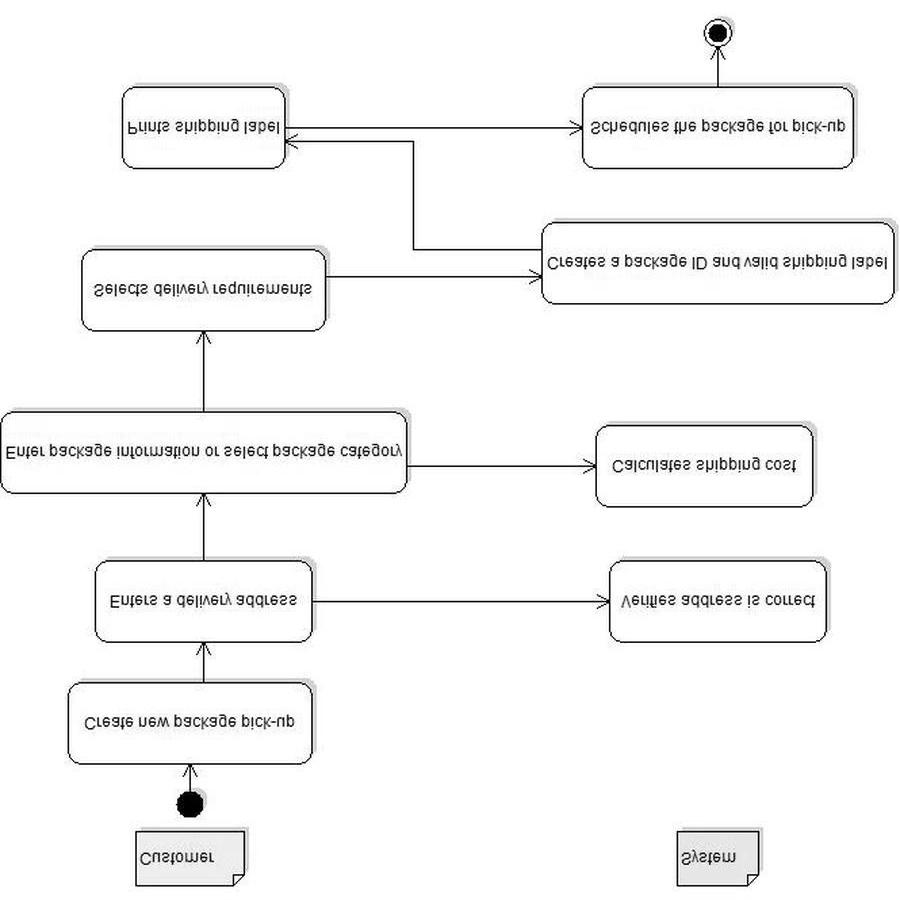 Customer
System
Create new package pick-up
Enters a delivery address
Verifies address is correct
Enter package information or select package category
Calculates shipping cost
Selects delivery requirements
Creates a package ID and valid shipping label
Prints shipping label
Schedules the package for pick-up